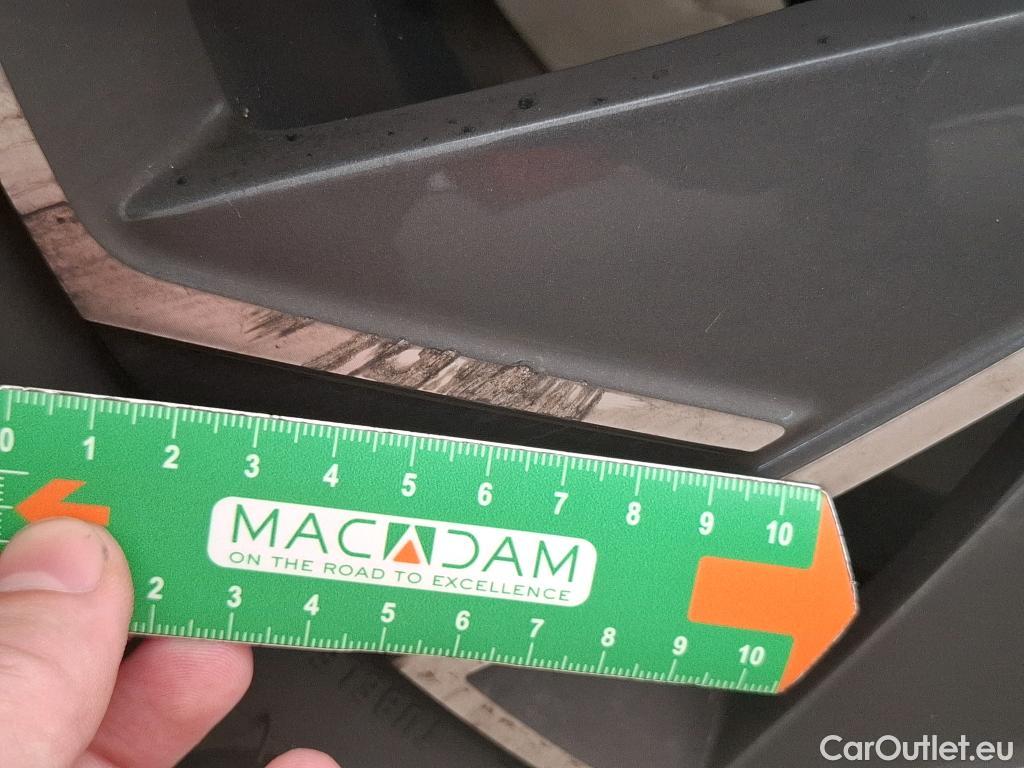 0 1 2 3 4 5 6 7 8 9 10
MACADAM
ON THE ROAD TO EXCELLENCE
2 3 4 5 6 7 8 9 10
CarOutlet.eu